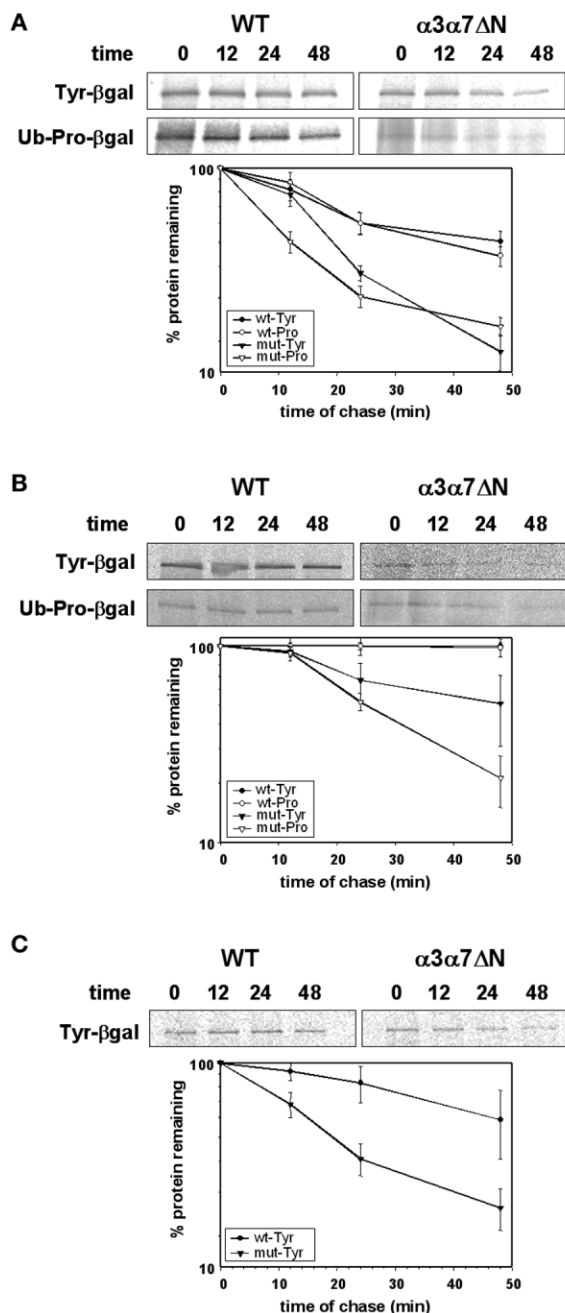 A
WT α3α7ΔN
time 0 12 24 48 0 12 24 48
Tyr-βgal
Ub-Pro-βgal
100
% protein remaining
wt-Tyr
wt-Pro
mut-Tyr
mut-Pro
10
0 10 20 30 40 50
time of chase (min)
B
WT α3α7ΔN
time 0 12 24 48 0 12 24 48
Tyr-βgal
Ub-Pro-βgal
100
% protein remaining
wt-Tyr
wt-Pro
mut-Tyr
mut-Pro
10
0 10 20 30 40 50
time of chase (min)
C
WT α3α7ΔN
time 0 12 24 48 0 12 24 48
Tyr-βgal
100
% protein remaining
wt-Tyr
mut-Tyr
10
0 10 20 30 40 50
time of chase (min)